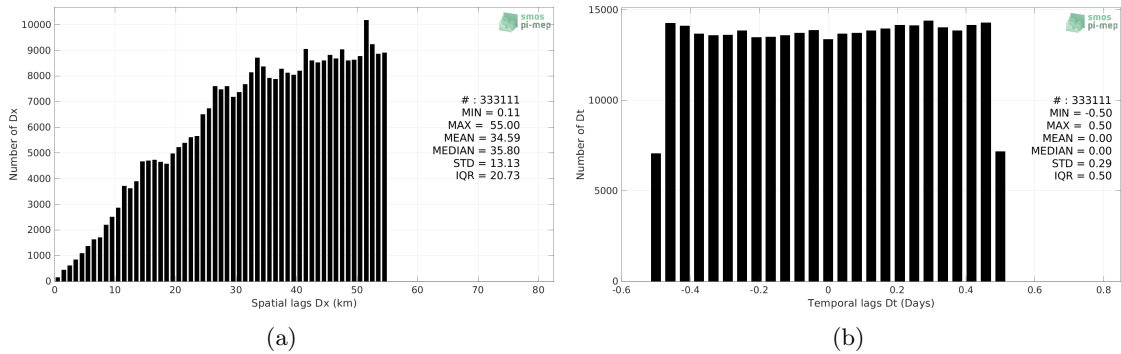 10000
9000
8000
7000
6000
5000
4000
3000
2000
1000
0
Number of Dx
0 10 20 30 40 50 60 70 80
Spatial lags Dx (km)
smos
pi-mep
# : 333111
MIN = 0.11
MAX = 55.00
MEAN = 34.59
MEDIAN = 35.80
STD = 13.13
IQR = 20.73
(a)
15000
10000
5000
0
Number of Dt
-0.6 -0.4 -0.2 0 0.2 0.4 0.6 0.8
Temporal lags Dt (Days)
smos
pi-mep
# : 333111
MIN = -0.50
MAX = 0.50
MEAN = 0.00
MEDIAN = 0.00
STD = 0.29
IQR = 0.50
(b)